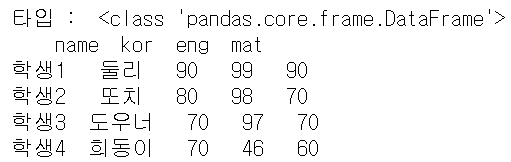 타입 :  <class 'pandas.core.frame.DataFrame'>
name kor eng mat
학생1 둘리 90 99 90
학생2 또치 80 98 70
학생3 도우너 70 97 70
학생4 희동이 70 46 60